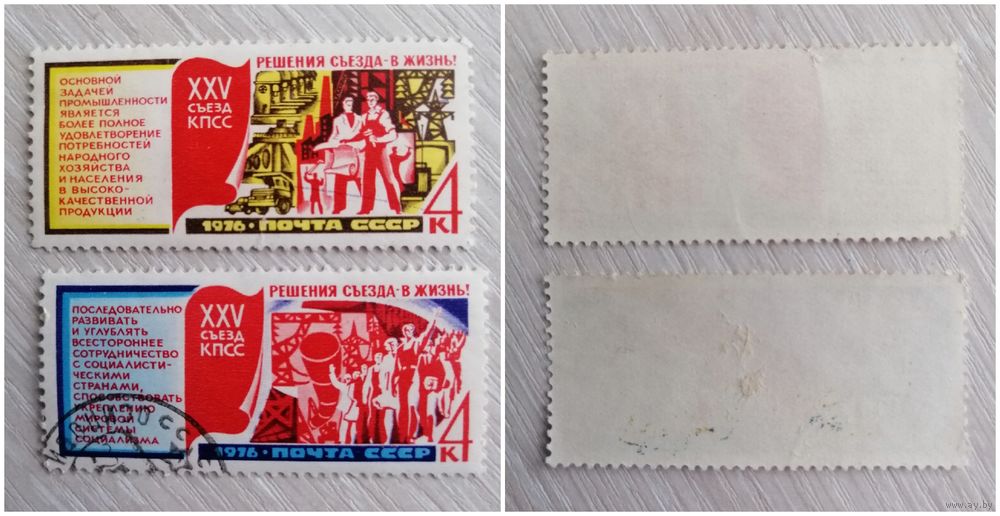 РЕШЕНИЯ СЪЕЗДА - В ЖИЗНЬ!
ОСНОВНОЙ
ЗАДАЧЕЙ
ПРОМЫШЛЕННОСТИ
ЯВЛЯЕТСЯ
БОЛЕЕ ПОЛНОЕ
УДОВЛЕТВОРЕНИЕ
ПОТРЕБНОСТЕЙ
НАРОДНОГО
ХОЗЯЙСТВА
И НАСЕЛЕНИЯ
В ВЫСОКО-
КАЧЕСТВЕННОЙ
ПРОДУКЦИИ
XXV
СЪЕЗД
КПСС
4
К
1976 · ПОЧТА СССР
РЕШЕНИЯ СЪЕЗДА - В ЖИЗНЬ!
ПОСЛЕДОВАТЕЛЬНО
РАЗВИВАТЬ
И УГЛУБЛЯТЬ
ВСЕСТОРОННЕЕ
СОТРУДНИЧЕСТВО
С СОЦИАЛИСТИ-
ЧЕСКИМИ
СТРАНАМИ,
СПОСОБСТВОВАТЬ
УКРЕПЛЕНИЮ
МИРОВОЙ
СИСТЕМЫ
СОЦИАЛИЗМА
XXV
СЪЕЗД
КПСС
4
К
1976 · ПОЧТА СССР
www.ay.by